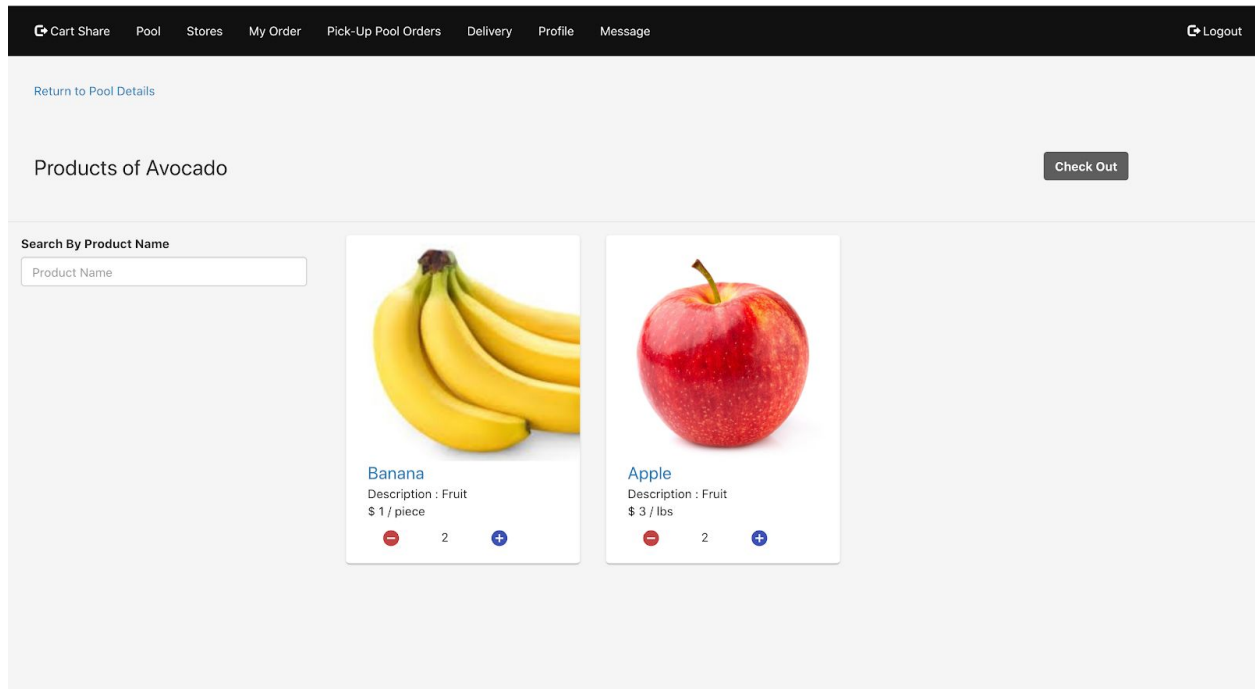 Cart Share Pool Stores My Order Pick-Up Pool Orders Delivery Profile Message Logout
Return to Pool Details
Products of Avocado
Check Out
Search By Product Name
Product Name
Banana
Description : Fruit
$ 1 / piece
2
Apple
Description : Fruit
$ 3 / lbs
2